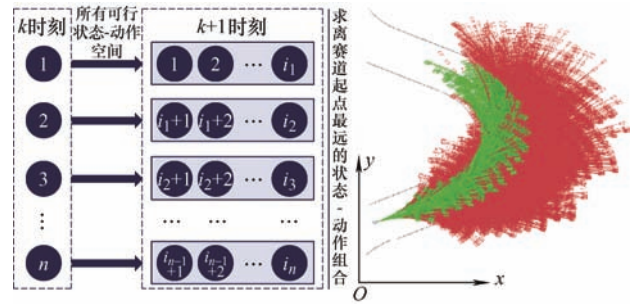 k时刻
所有可行
状态-动作
空间
k+1时刻
1
1 2 … i₁
2
i₁+1 i₁+2 … i₂
3
i₂+1 i₂+2 … i₃
⋮
… … …
n
iₙ₋₁+1 iₙ₋₁+2 … iₙ
求离赛道起点最远的状态-动作组合
y
O
x